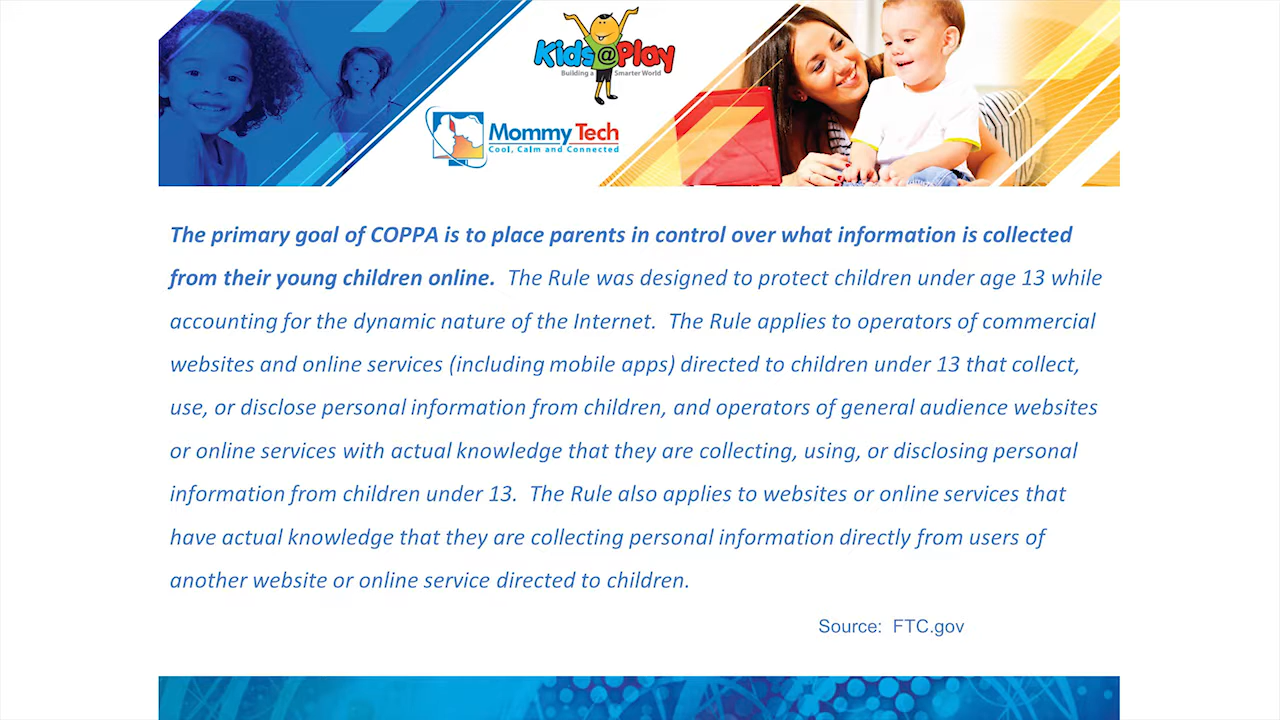 Kids@Play
Building a Smarter World
MommyTech
Cool, Calm and Connected
The primary goal of COPPA is to place parents in control over what information is collected
from their young children online. The Rule was designed to protect children under age 13 while
accounting for the dynamic nature of the Internet. The Rule applies to operators of commercial
websites and online services (including mobile apps) directed to children under 13 that collect,
use, or disclose personal information from children, and operators of general audience websites
or online services with actual knowledge that they are collecting, using, or disclosing personal
information from children under 13. The Rule also applies to websites or online services that
have actual knowledge that they are collecting personal information directly from users of
another website or online service directed to children.
Source: FTC.gov